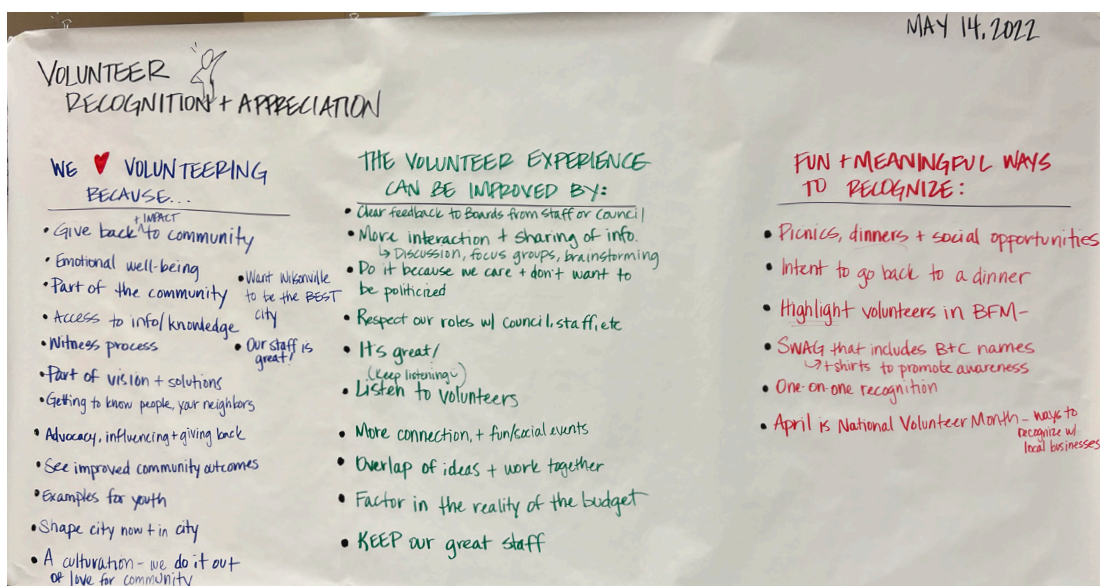 MAY 14, 2022
VOLUNTEER
RECOGNITION + APPRECIATION
WE ♥ VOLUNTEERING
BECAUSE...
+ IMPACT
• Give back ^ to community
• Emotional well-being
• Part of the community
• Access to info/knowledge
• Witness process
• Part of vision + solutions
• Getting to know people, your neighbors
• Advocacy, influencing + giving back
• See improved community outcomes
• Examples for youth
• Shape city now + in city
• A culturation - we do it out
of love for community
• Want Wilsonville
to be the BEST
city
• Our staff is
great!
THE VOLUNTEER EXPERIENCE
CAN BE IMPROVED BY:
• Clear feedback to Boards from staff or Council
• More interaction + sharing of info.
↳ Discussion, focus groups, brainstorming
• Do it because we care + don't want to
be politicized
• Respect our roles w/ council, staff, etc
• It's great!
(Keep listening)
• Listen to volunteers
• More connection, + fun/social events
• Overlap of ideas + work together
• Factor in the reality of the budget
• KEEP our great staff
FUN + MEANINGFUL WAYS
TO RECOGNIZE:
• Picnics, dinners + social opportunities
• Intent to go back to a dinner
• Highlight volunteers in BFM-
• SWAG that includes B+C names
↳ tshirts to promote awareness
• One-on-one recognition
• April is National Volunteer Month - ways to
recognize w/
local businesses